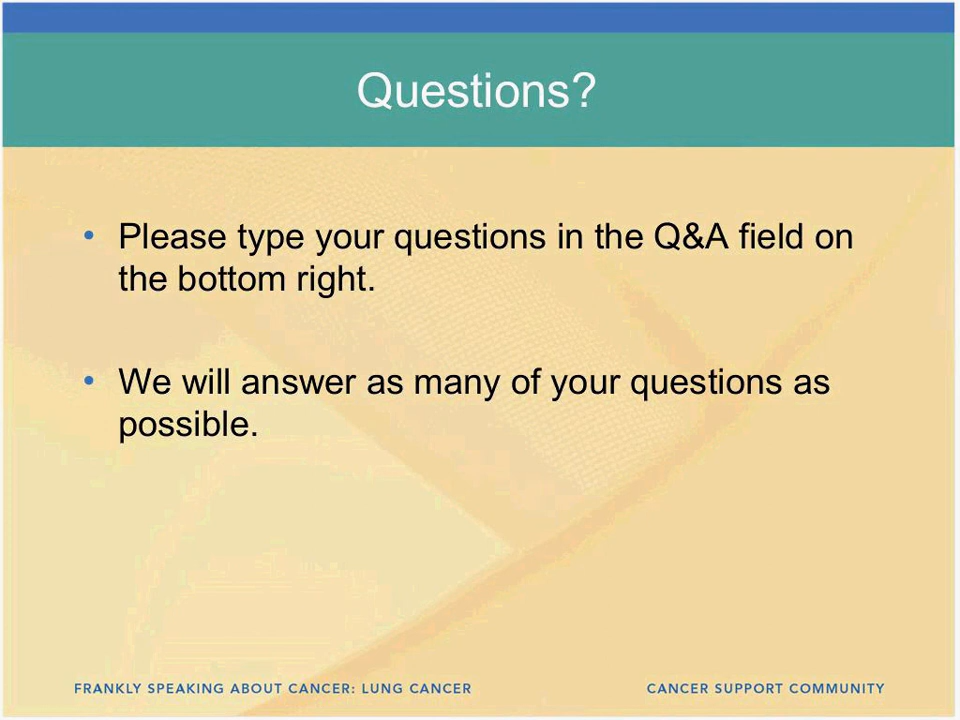 Questions?
• Please type your questions in the Q&A field on
the bottom right.
• We will answer as many of your questions as
possible.
FRANKLY SPEAKING ABOUT CANCER: LUNG CANCER CANCER SUPPORT COMMUNITY